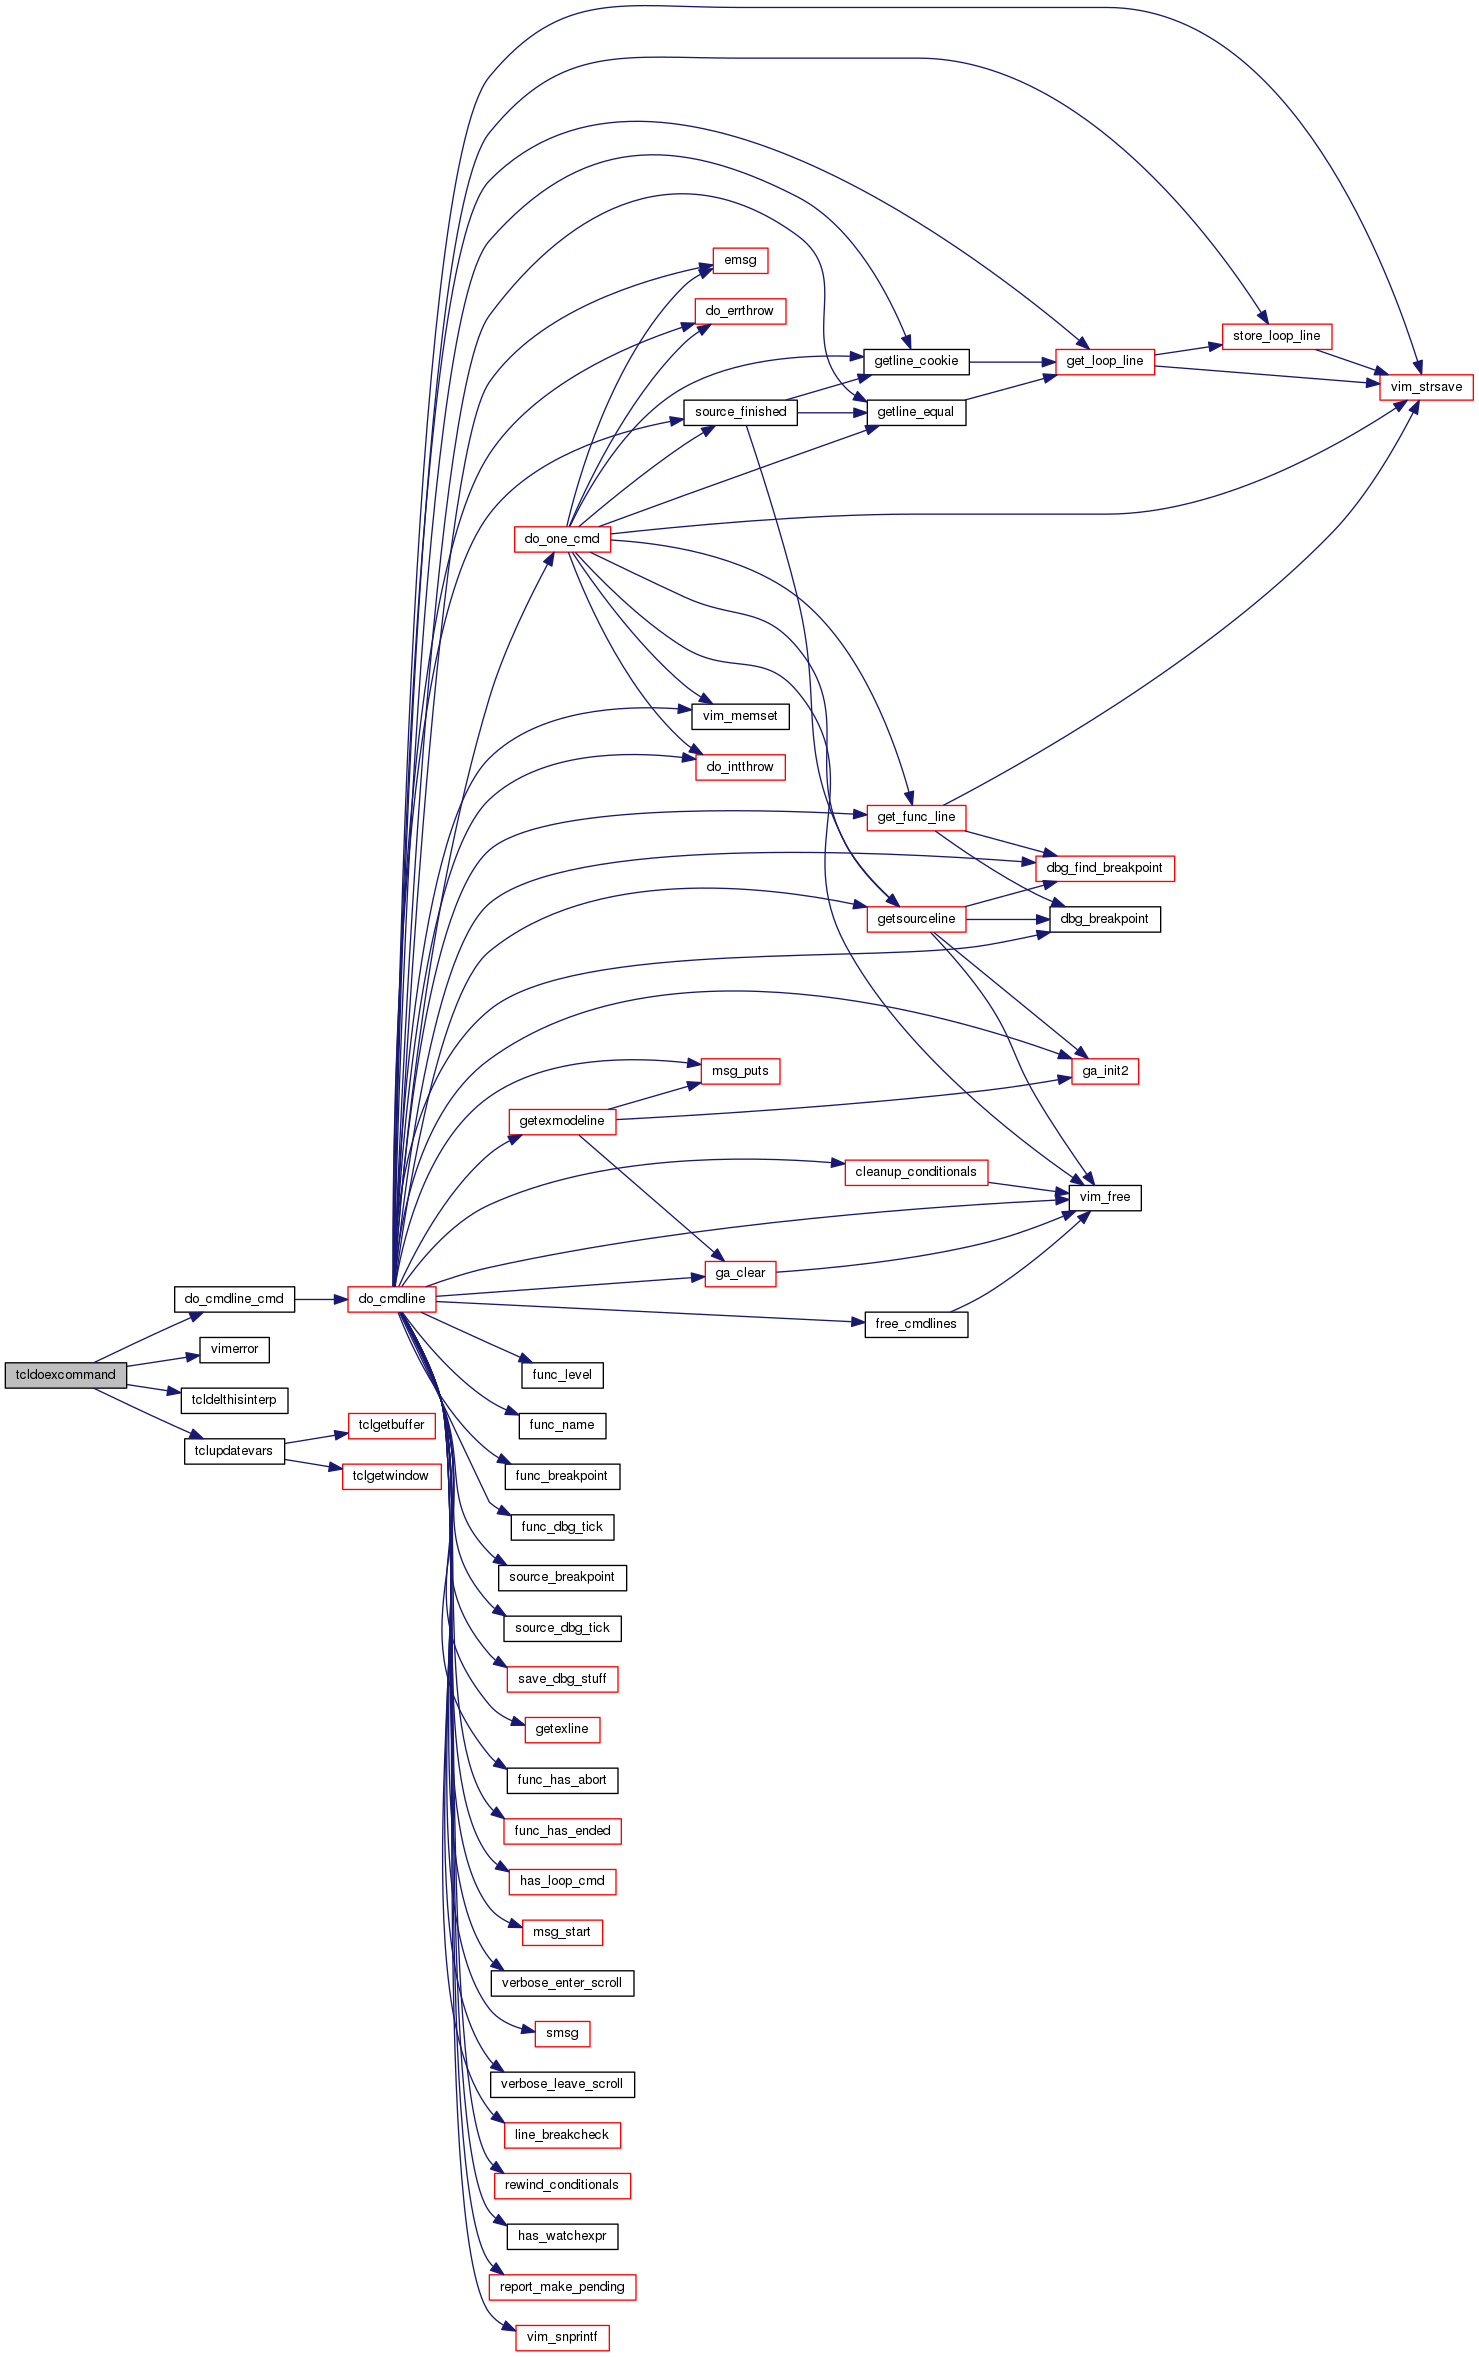 emsg
do_errthrow
store_loop_line
getline_cookie
get_loop_line
vim_strsave
source_finished
getline_equal
do_one_cmd
vim_memset
do_intthrow
get_func_line
dbg_find_breakpoint
getsourceline
dbg_breakpoint
msg_puts
ga_init2
getexmodeline
cleanup_conditionals
vim_free
ga_clear
do_cmdline_cmd
do_cmdline
free_cmdlines
vimerror
tcldoexcommand
func_level
tcldelthisinterp
tclgetbuffer
func_name
tclupdatevars
tclgetwindow
func_breakpoint
func_dbg_tick
source_breakpoint
source_dbg_tick
save_dbg_stuff
getexline
func_has_abort
func_has_ended
has_loop_cmd
msg_start
verbose_enter_scroll
smsg
verbose_leave_scroll
line_breakcheck
rewind_conditionals
has_watchexpr
report_make_pending
vim_snprintf